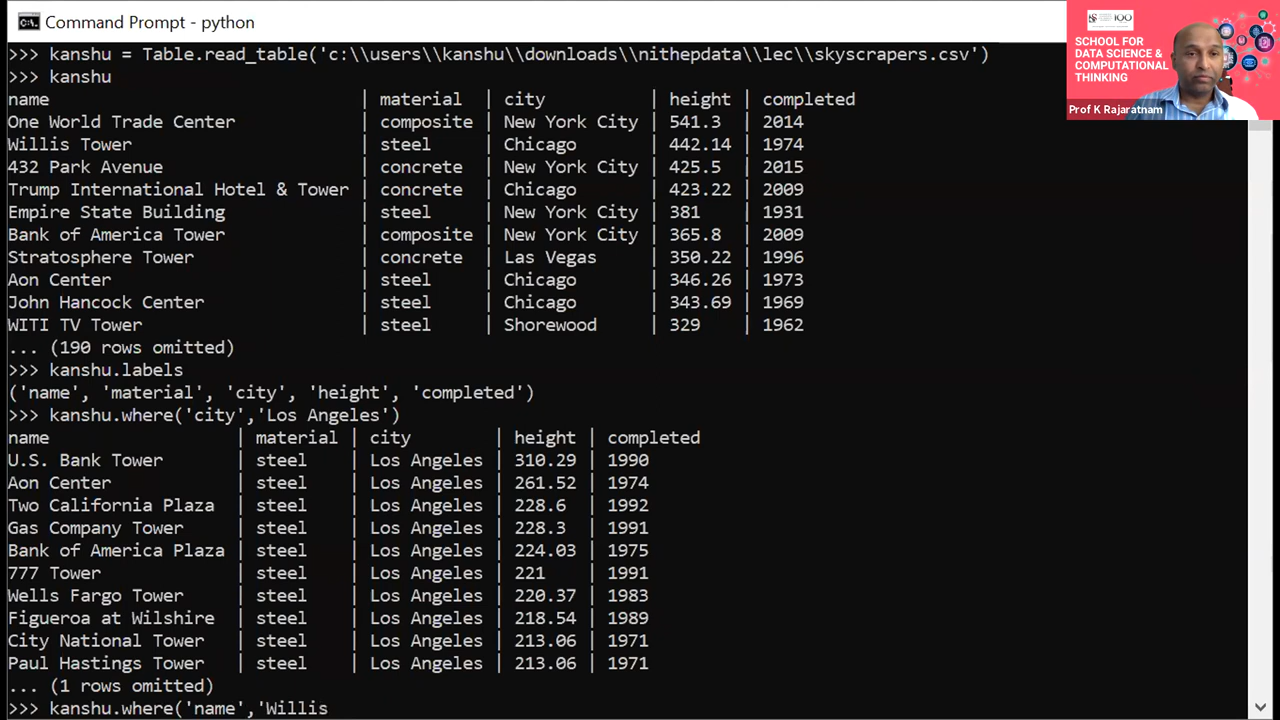 Command Prompt - python
>>> kanshu = Table.read_table('c:\\users\\kanshu\\downloads\\nithepdata\\lec\\skyscrapers.csv')
>>> kanshu
name | material | city | height | completed
One World Trade Center | composite | New York City | 541.3 | 2014
Willis Tower | steel | Chicago | 442.14 | 1974
432 Park Avenue | concrete | New York City | 425.5 | 2015
Trump International Hotel & Tower | concrete | Chicago | 423.22 | 2009
Empire State Building | steel | New York City | 381 | 1931
Bank of America Tower | composite | New York City | 365.8 | 2009
Stratosphere Tower | concrete | Las Vegas | 350.22 | 1996
Aon Center | steel | Chicago | 346.26 | 1973
John Hancock Center | steel | Chicago | 343.69 | 1969
WITI TV Tower | steel | Shorewood | 329 | 1962
... (190 rows omitted)
>>> kanshu.labels
('name', 'material', 'city', 'height', 'completed')
>>> kanshu.where('city','Los Angeles')
name | material | city | height | completed
U.S. Bank Tower | steel | Los Angeles | 310.29 | 1990
Aon Center | steel | Los Angeles | 261.52 | 1974
Two California Plaza | steel | Los Angeles | 228.6 | 1992
Gas Company Tower | steel | Los Angeles | 228.3 | 1991
Bank of America Plaza | steel | Los Angeles | 224.03 | 1975
777 Tower | steel | Los Angeles | 221 | 1991
Wells Fargo Tower | steel | Los Angeles | 220.37 | 1983
Figueroa at Wilshire | steel | Los Angeles | 218.54 | 1989
City National Tower | steel | Los Angeles | 213.06 | 1971
Paul Hastings Tower | steel | Los Angeles | 213.06 | 1971
... (1 rows omitted)
>>> kanshu.where('name','Willis
100
SCHOOL FOR
DATA SCIENCE &
COMPUTATIONAL
THINKING
Prof K Rajaratnam